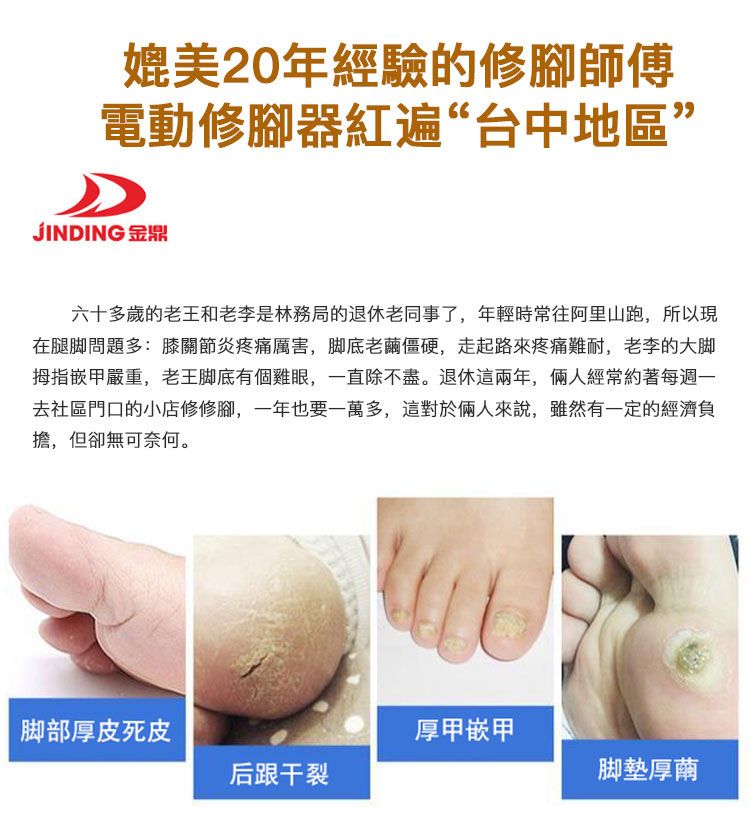 媲美20年經驗的修腳師傅
電動修腳器紅遍“台中地區”
JINDING 金鼎
六十多歲的老王和老李是林務局的退休老同事了，年輕時常往阿里山跑，所以現
在腿脚問題多：膝關節炎疼痛厲害，脚底老繭僵硬，走起路來疼痛難耐，老李的大脚
拇指嵌甲嚴重，老王脚底有個雞眼，一直除不盡。退休這兩年，倆人經常約著每週一
去社區門口的小店修修腳，一年也要一萬多，這對於倆人來說，雖然有一定的經濟負
擔，但卻無可奈何。
脚部厚皮死皮
后跟干裂
厚甲嵌甲
脚墊厚繭